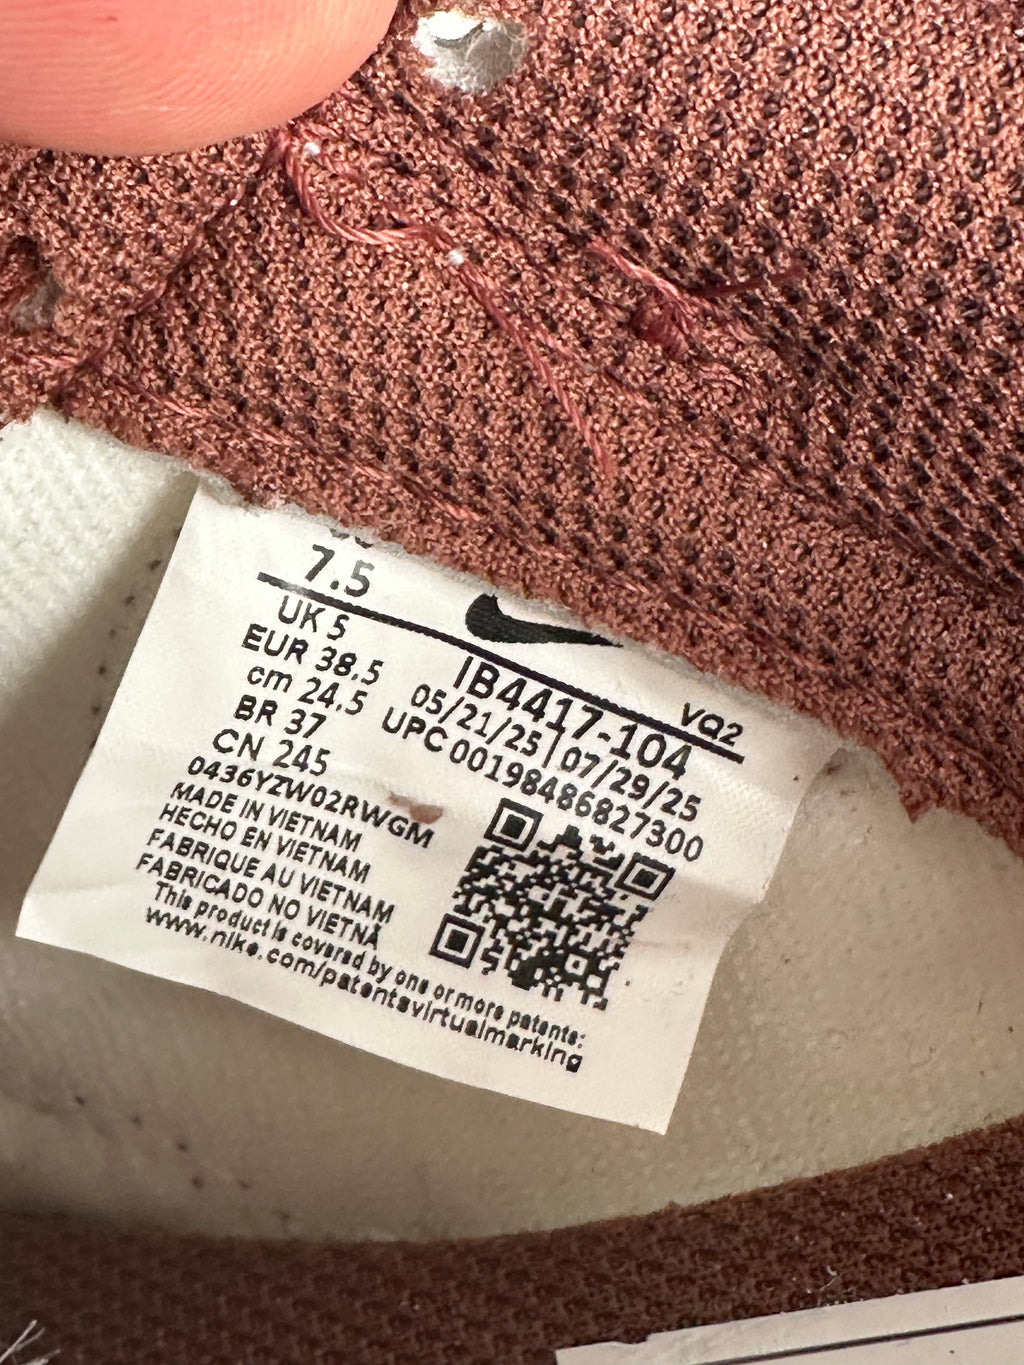 7.5
UK 5
EUR 38.5
cm 24.5
BR 37
CN 245
VQ2
IB4417-104
05/21/25 | 07/29/25
UPC 00198486827300
0436YZW02RWGM
MADE IN VIETNAM
HECHO EN VIETNAM
FABRIQUE AU VIETNAM
FABRICADO NO VIETNÃ
This product is covered by one or more patents:
www.nike.com/patentsvirtualmarking